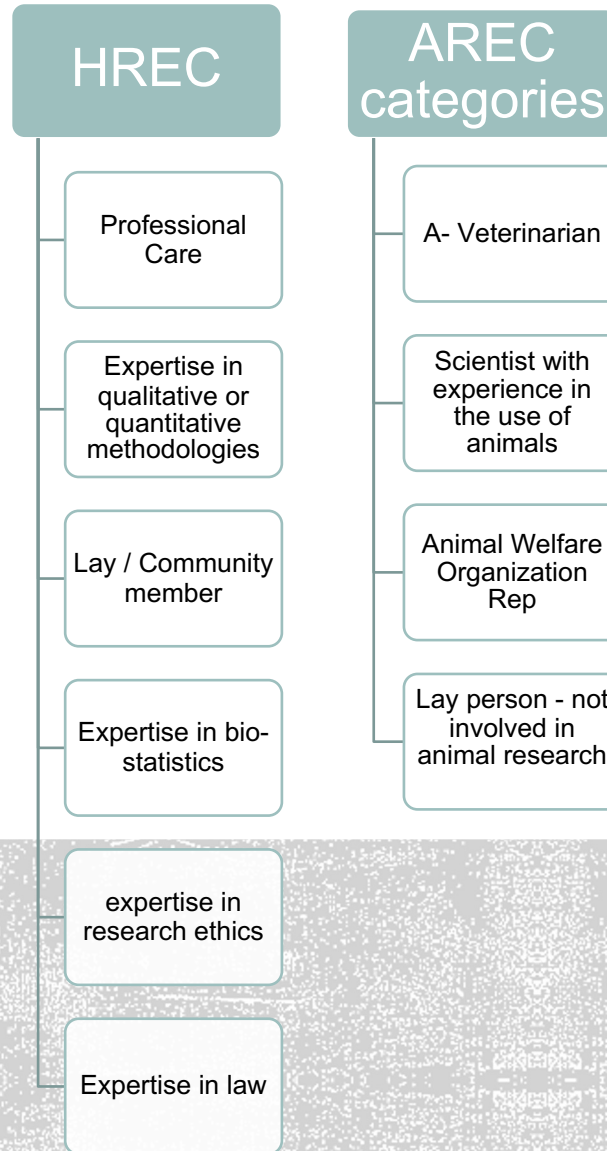 HREC
Professional
Care
Expertise in
qualitative or
quantitative
methodologies
Lay / Community
member
Expertise in bio-
statistics
expertise in
research ethics
Expertise in law
AREC
categories
A- Veterinarian
Scientist with
experience in
the use of
animals
Animal Welfare
Organization
Rep
Lay person - not
involved in
animal research